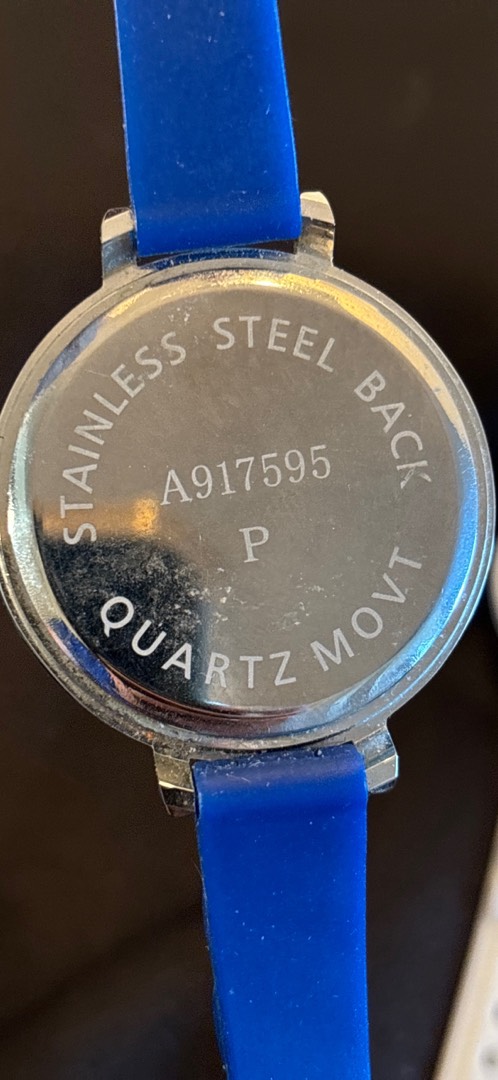 STAINLESS STEEL BACK
A917595
P
QUARTZ MOVT